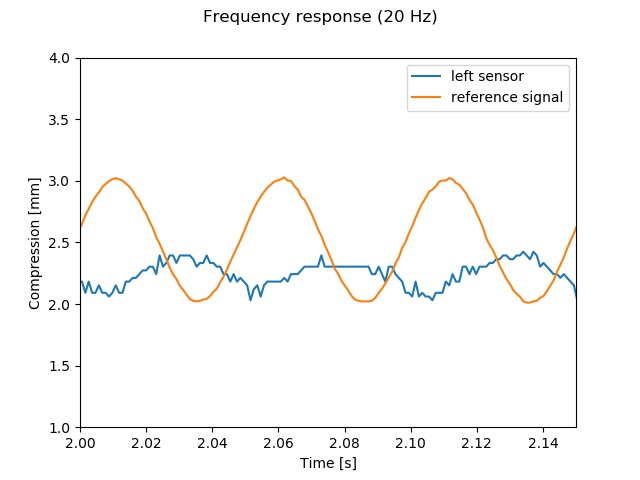 Frequency response (20 Hz)
4.0
left sensor
reference signal
3.5
3.0
2.5
2.0
1.5
1.0
Compression [mm]
2.00 2.02 2.04 2.06 2.08 2.10 2.12 2.14
Time [s]